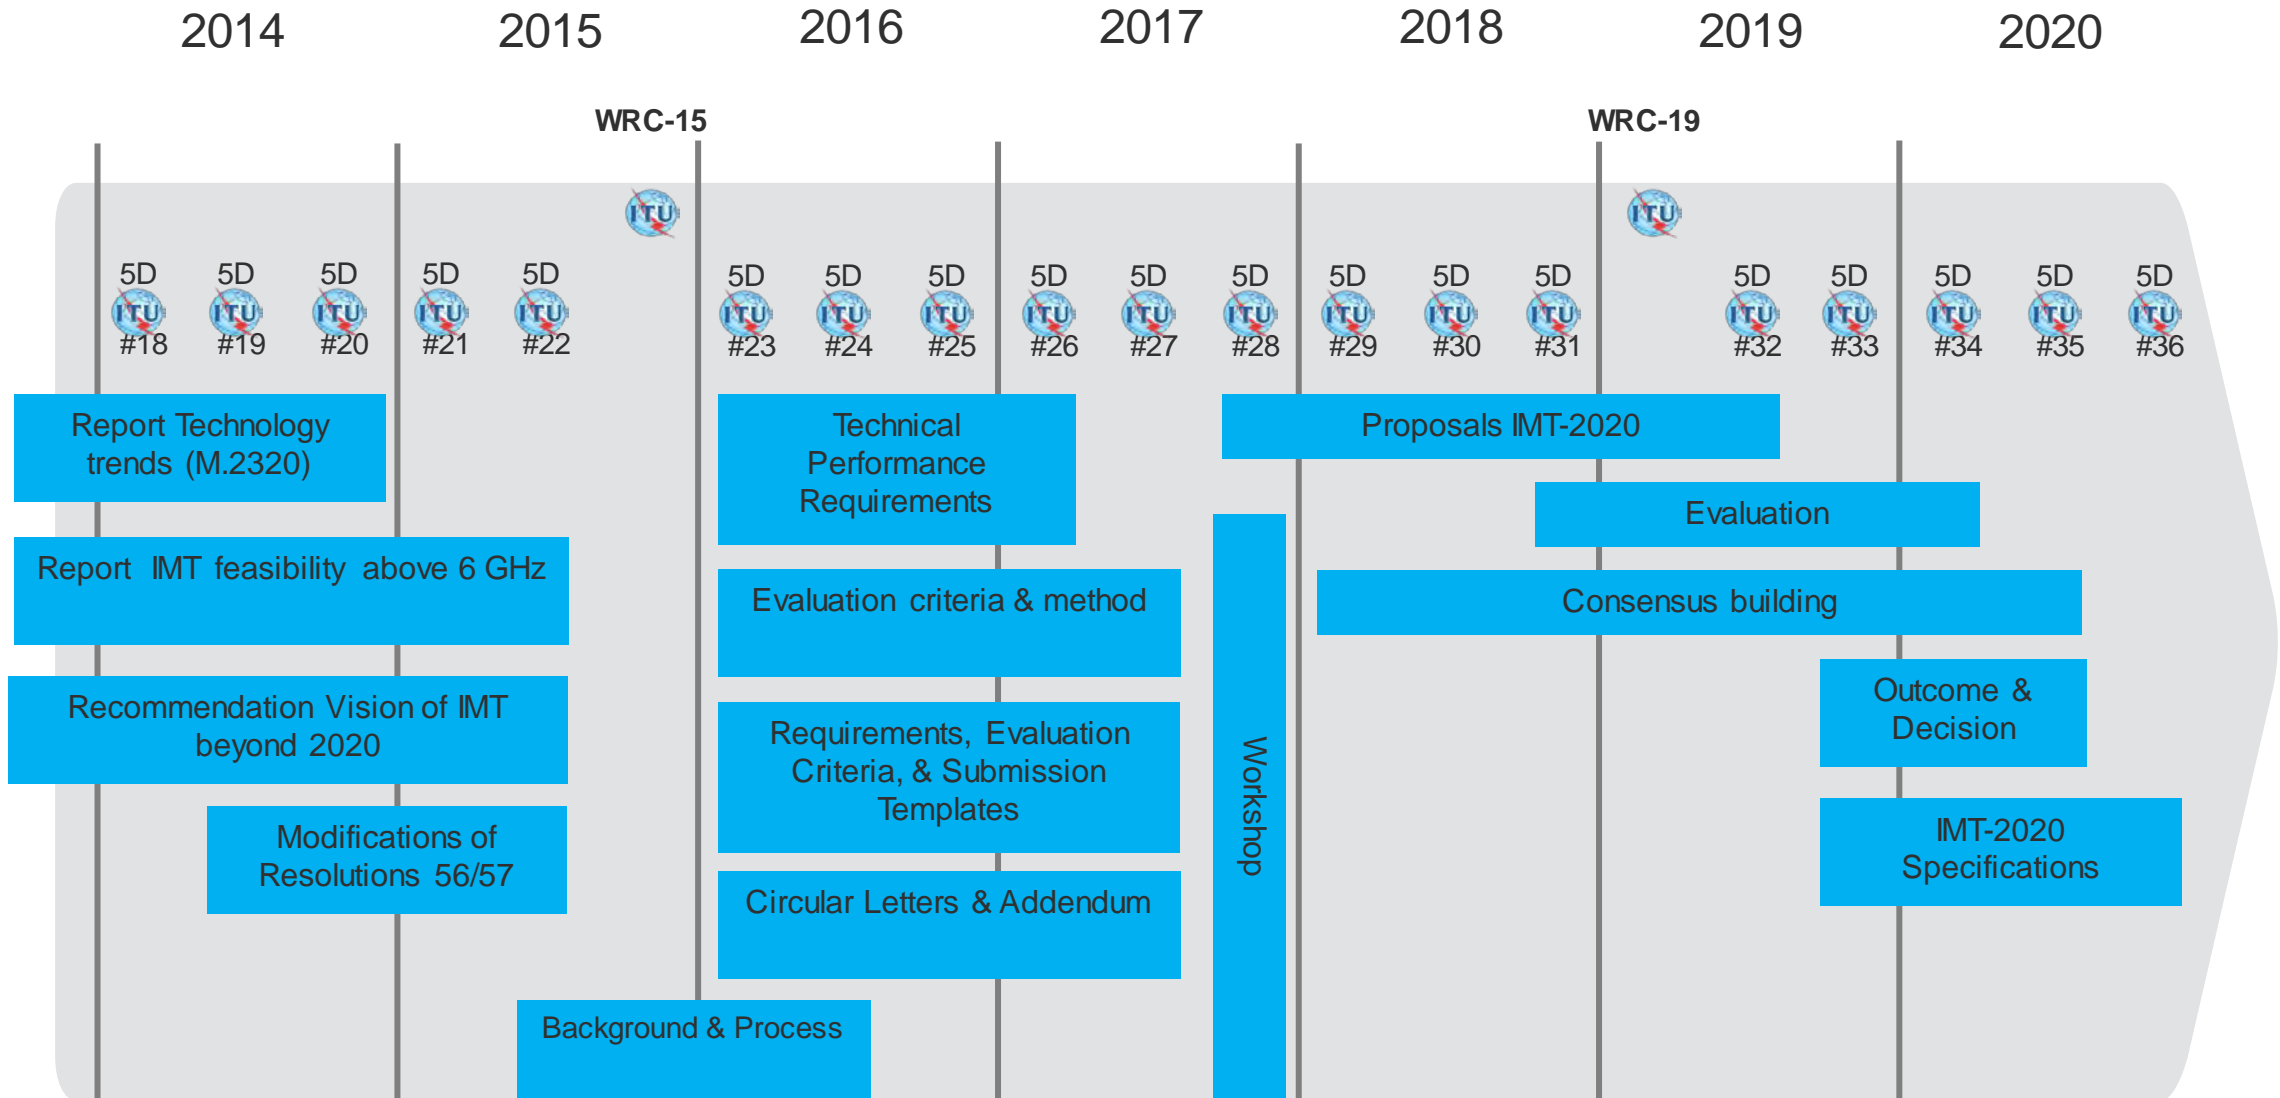 2014 2015 2016 2017 2018 2019 2020
WRC-15 WRC-19
ITU ITU
5D 5D 5D 5D 5D 5D 5D 5D 5D 5D 5D 5D 5D 5D 5D 5D 5D 5D 5D
ITU ITU ITU ITU ITU ITU ITU ITU ITU ITU ITU ITU ITU ITU ITU ITU ITU ITU ITU
#18 #19 #20 #21 #22 #23 #24 #25 #26 #27 #28 #29 #30 #31 #32 #33 #34 #35 #36
Report Technology
trends (M.2320)
Report IMT feasibility above 6 GHz
Recommendation Vision of IMT
beyond 2020
Modifications of
Resolutions 56/57
Background & Process
Technical
Performance
Requirements
Evaluation criteria & method
Requirements, Evaluation
Criteria, & Submission
Templates
Circular Letters & Addendum
Workshop
Proposals IMT-2020
Evaluation
Consensus building
Outcome &
Decision
IMT-2020
Specifications